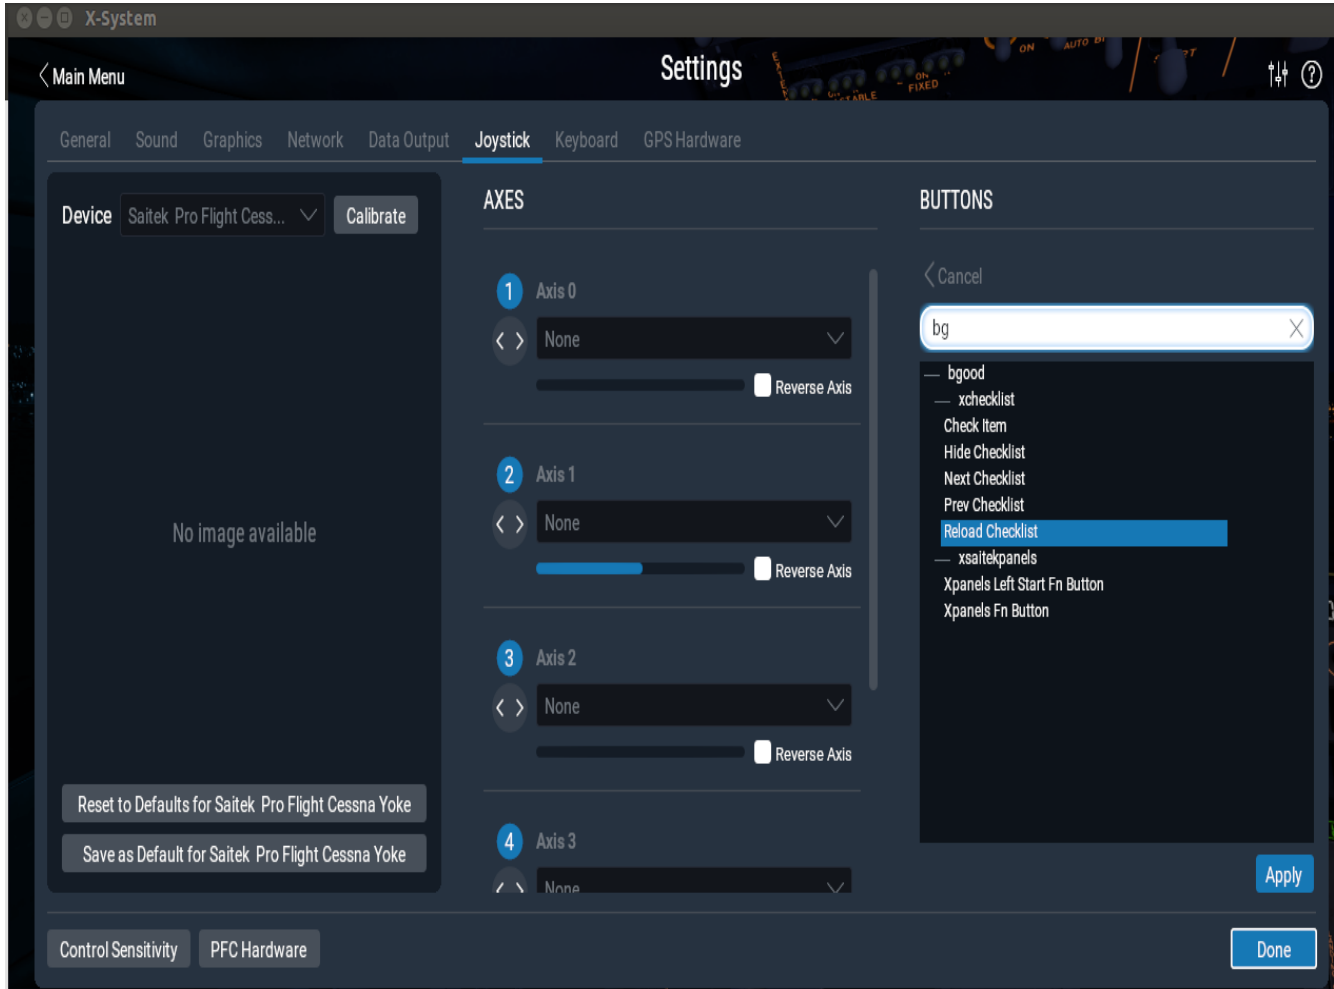 X-System
Main Menu
Settings
General Sound Graphics Network Data Output Joystick Keyboard GPS Hardware
Device Saitek Pro Flight Cess... Calibrate
No image available
Reset to Defaults for Saitek Pro Flight Cessna Yoke
Save as Default for Saitek Pro Flight Cessna Yoke
AXES
1 Axis 0
None
Reverse Axis
2 Axis 1
None
Reverse Axis
3 Axis 2
None
Reverse Axis
4 Axis 3
None
BUTTONS
Cancel
bg
bgood
xchecklist
Check Item
Hide Checklist
Next Checklist
Prev Checklist
Reload Checklist
xsaitekpanels
Xpanels Left Start Fn Button
Xpanels Fn Button
Apply
Control Sensitivity PFC Hardware
Done
ON
FIXED
ON